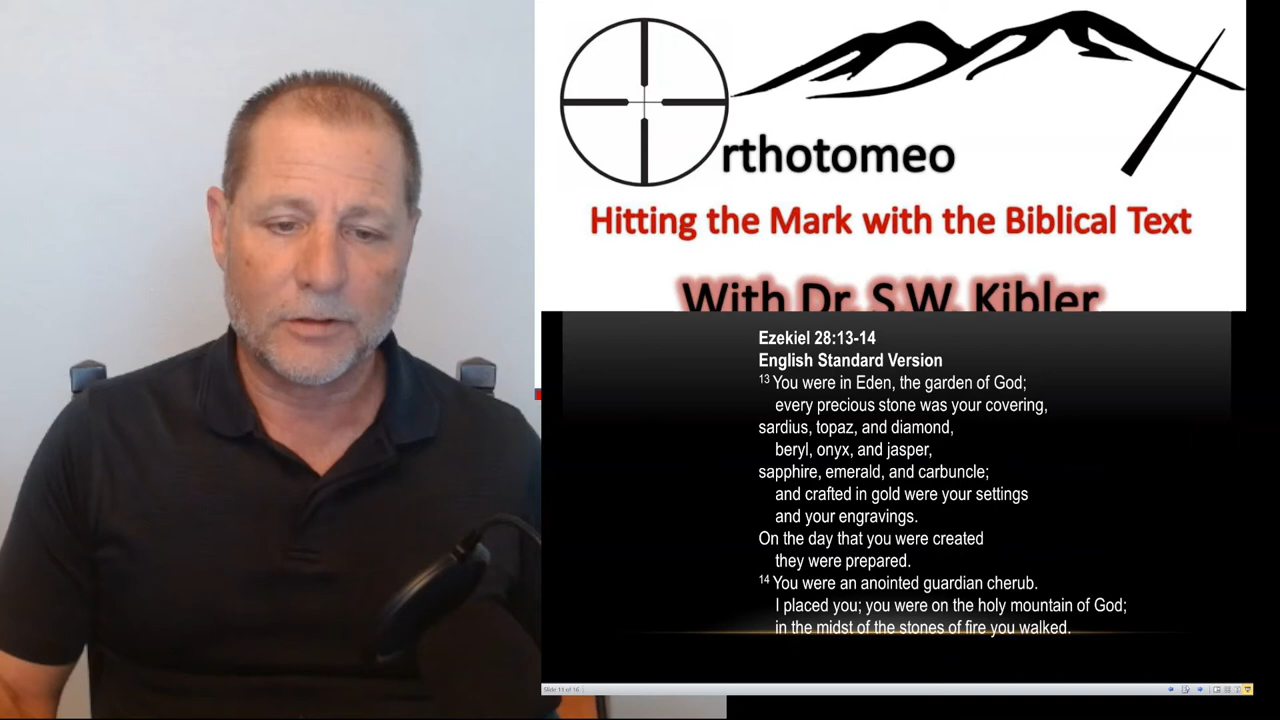 rthotomeo
Hitting the Mark with the Biblical Text
With Dr. S.W. Kibler
Ezekiel 28:13-14
English Standard Version
13 You were in Eden, the garden of God;
every precious stone was your covering,
sardius, topaz, and diamond,
beryl, onyx, and jasper,
sapphire, emerald, and carbuncle;
and crafted in gold were your settings
and your engravings.
On the day that you were created
they were prepared.
14 You were an anointed guardian cherub.
I placed you; you were on the holy mountain of God;
in the midst of the stones of fire you walked.
Slide 11 of 16